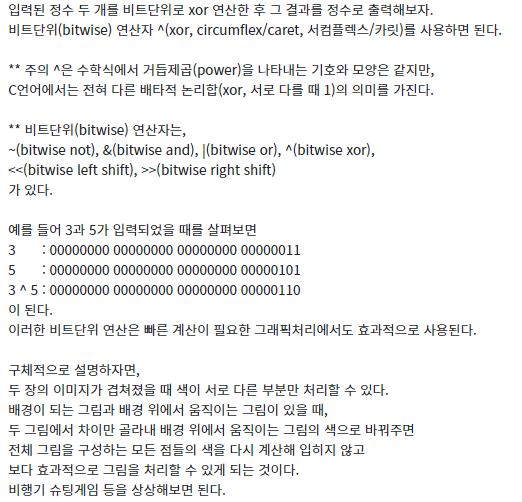 입력된 정수 두 개를 비트단위로 xor 연산한 후 그 결과를 정수로 출력해보자.
비트단위(bitwise) 연산자 ^(xor, circumflex/caret, 서컴플렉스/카릿)를 사용하면 된다.
** 주의 ^은 수학식에서 거듭제곱(power)을 나타내는 기호와 모양은 같지만,
C언어에서는 전혀 다른 배타적 논리합(xor, 서로 다를 때 1)의 의미를 가진다.
** 비트단위(bitwise) 연산자는,
~(bitwise not), &(bitwise and), |(bitwise or), ^(bitwise xor),
<<(bitwise left shift), >>(bitwise right shift)
가 있다.
예를 들어 3과 5가 입력되었을 때를 살펴보면
3 : 00000000 00000000 00000000 00000011
5 : 00000000 00000000 00000000 00000101
3 ^ 5 : 00000000 00000000 00000000 00000110
이 된다.
이러한 비트단위 연산은 빠른 계산이 필요한 그래픽처리에서도 효과적으로 사용된다.
구체적으로 설명하자면,
두 장의 이미지가 겹쳐졌을 때 색이 서로 다른 부분만 처리할 수 있다.
배경이 되는 그림과 배경 위에서 움직이는 그림이 있을 때,
두 그림에서 차이만 골라내 배경 위에서 움직이는 그림의 색으로 바꿔주면
전체 그림을 구성하는 모든 점들의 색을 다시 계산해 입히지 않고
보다 효과적으로 그림을 처리할 수 있게 되는 것이다.
비행기 슈팅게임 등을 상상해보면 된다.